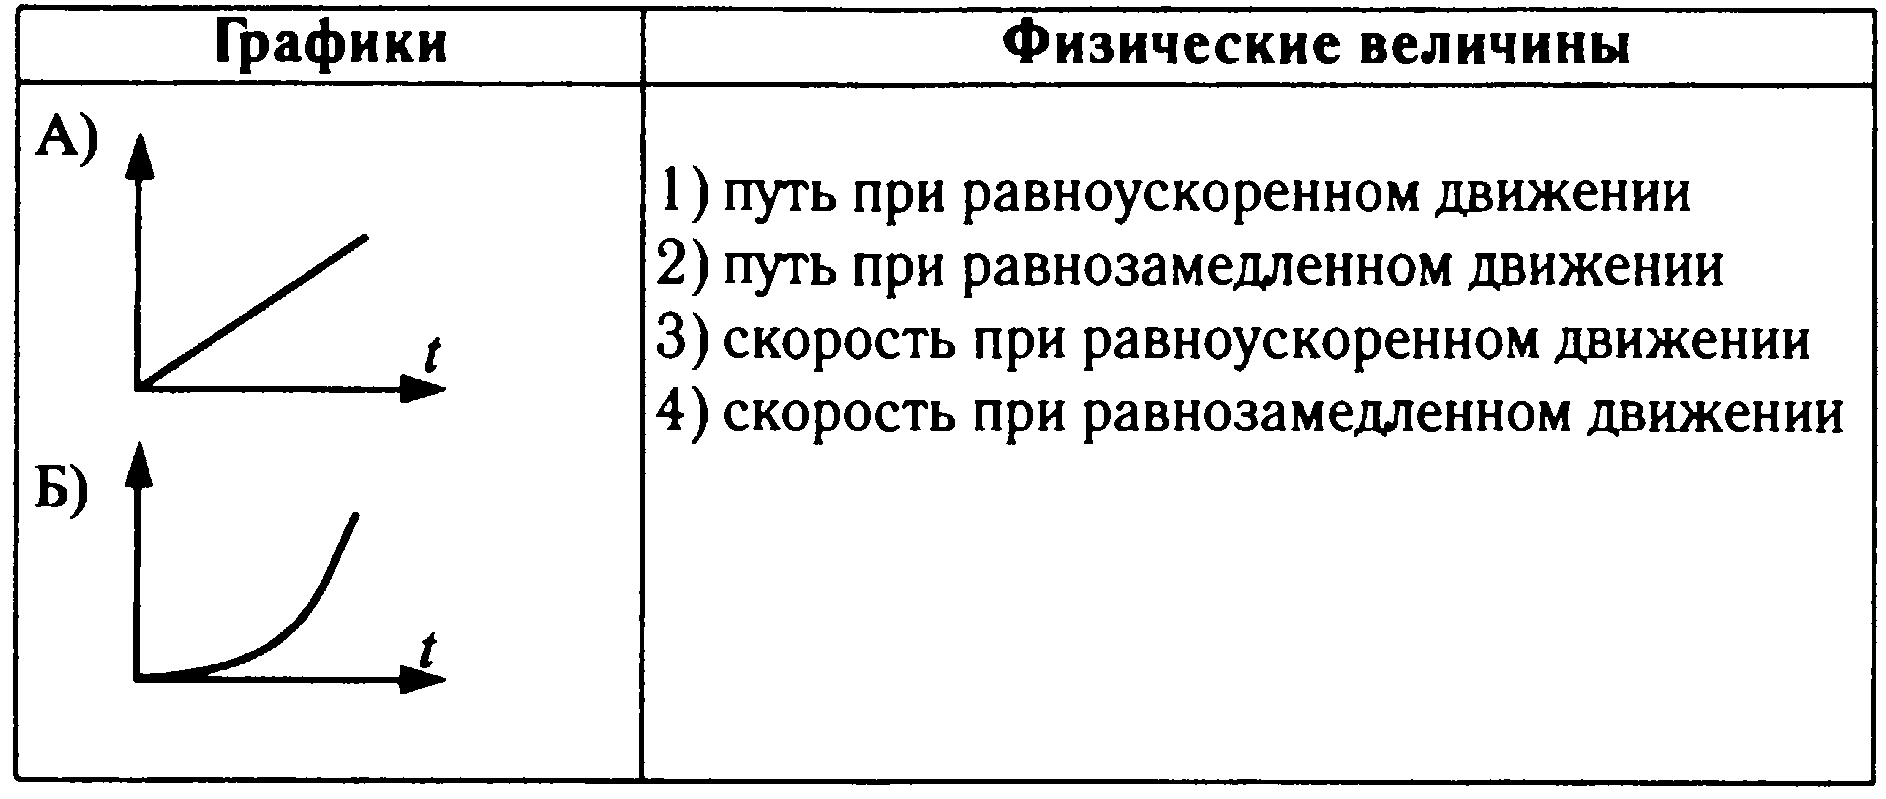 Графики
Физические величины
А)
t
Б)
t
1) путь при равноускоренном движении
2) путь при равнозамедленном движении
3) скорость при равноускоренном движении
4) скорость при равнозамедленном движении